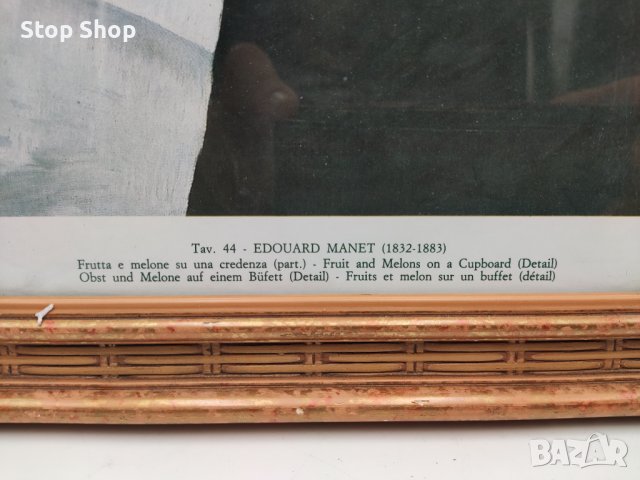 Stop Shop
Tav. 44 - EDOUARD MANET (1832-1883)
Frutta e melone su una credenza (part.) - Fruit and Melons on a Cupboard (Detail)
Obst und Melone auf einem Büfett (Detail) - Fruits et melon sur un buffet (détail)
BAZAR